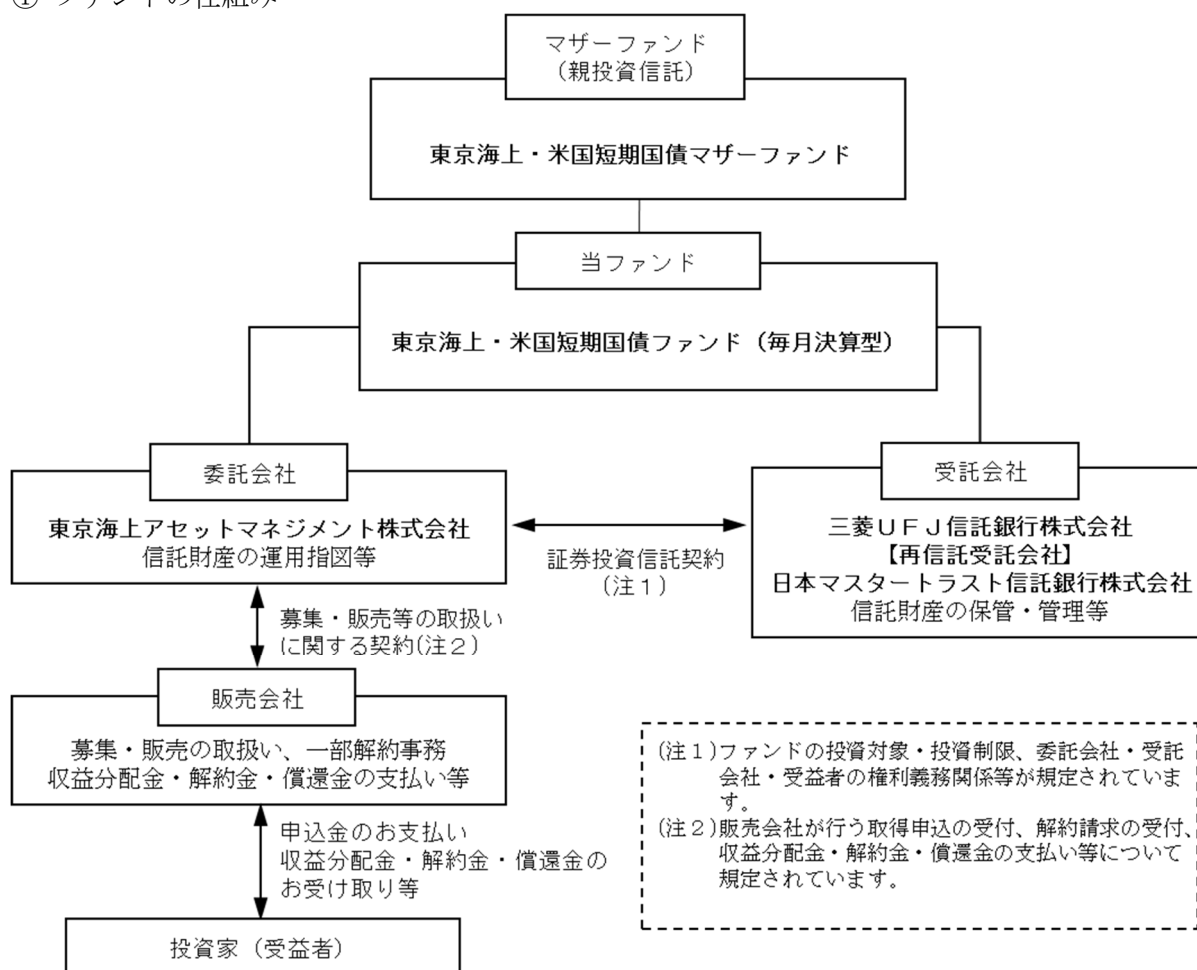 ① ファンドの仕組み
マザーファンド
(親投資信託)
東京海上・米国短期国債マザーファンド
当ファンド
東京海上・米国短期国債ファンド(毎月決算型)
委託会社
東京海上アセットマネジメント株式会社
信託財産の運用指図等
証券投資信託契約
(注1)
受託会社
三菱UFJ信託銀行株式会社
【再信託受託会社】
日本マスタートラスト信託銀行株式会社
信託財産の保管・管理等
募集・販売等の取扱い
に関する契約(注2)
販売会社
募集・販売の取扱い、一部解約事務
収益分配金・解約金・償還金の支払い等
申込金のお支払い
収益分配金・解約金・償還金の
お受け取り等
投資家(受益者)
(注1)ファンドの投資対象・投資制限、委託会社・受託
会社・受益者の権利義務関係等が規定されていま
す。
(注2)販売会社が行う取得申込の受付、解約請求の受付、
収益分配金・解約金・償還金の支払い等について
規定されています。